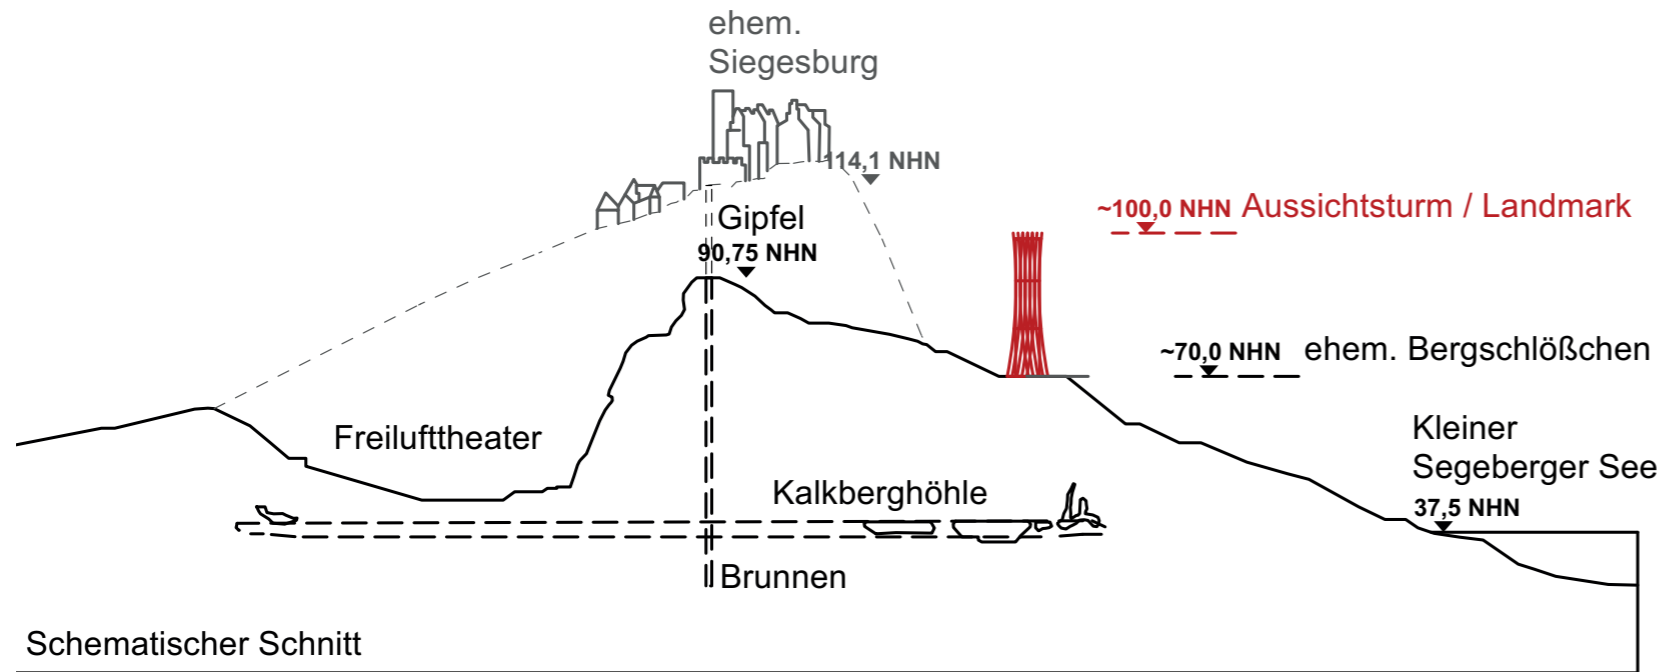 ehem.
Siegesburg
114,1 NHN
Gipfel
90,75 NHN
~100,0 NHN Aussichtsturm / Landmark
~70,0 NHN ehem. Bergschlößchen
Freilufttheater
Kleiner
Segeberger See
37,5 NHN
Kalkberghöhle
Brunnen
Schematischer Schnitt